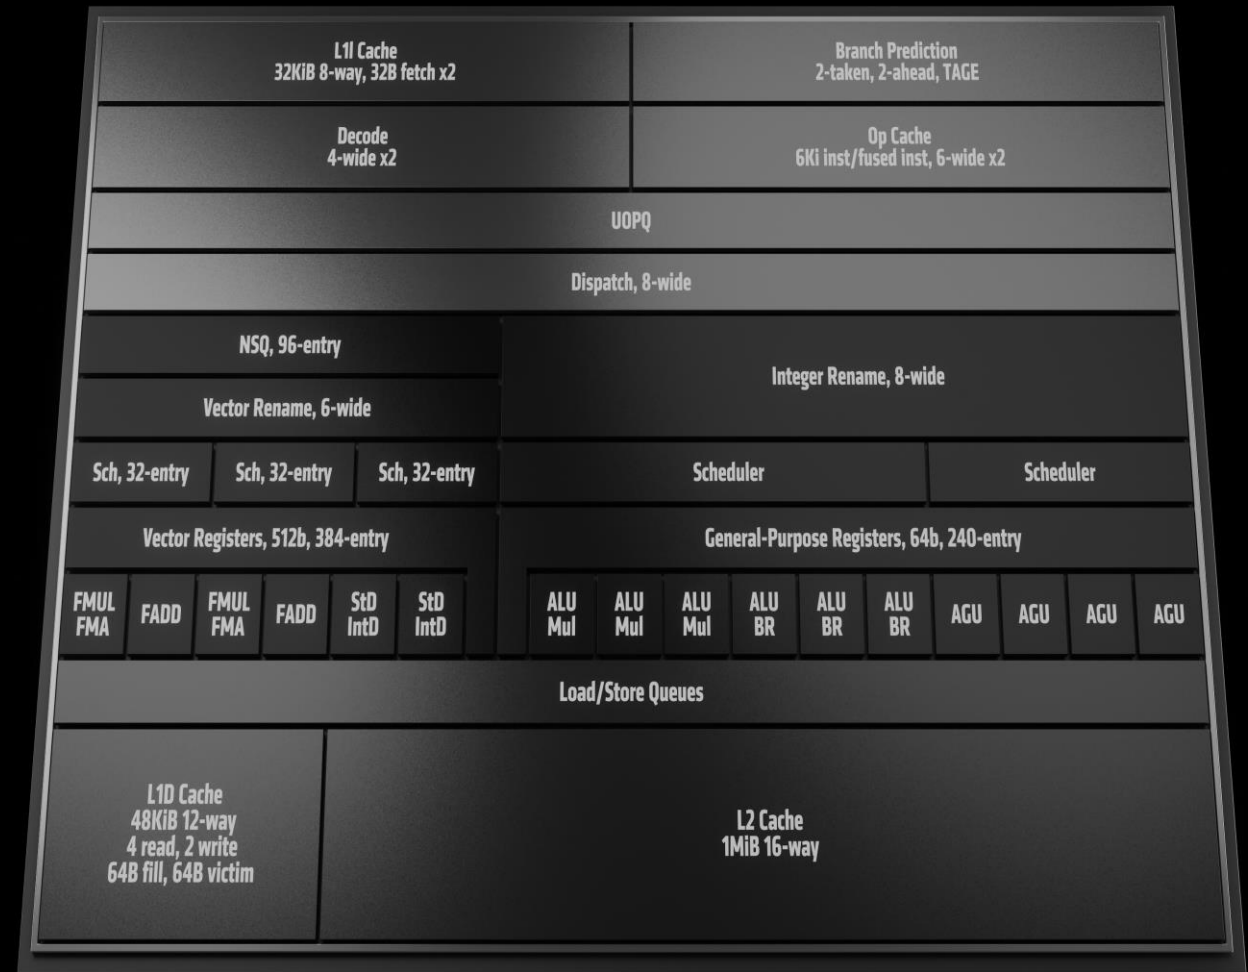 L1I Cache
32KiB 8-way, 32B fetch x2
Branch Prediction
2-taken, 2-ahead, TAGE
Decode
4-wide x2
Op Cache
6Ki inst/fused inst, 6-wide x2
UOPQ
Dispatch, 8-wide
NSQ, 96-entry
Integer Rename, 8-wide
Vector Rename, 6-wide
Sch, 32-entry
Sch, 32-entry
Sch, 32-entry
Scheduler
Scheduler
Vector Registers, 512b, 384-entry
General-Purpose Registers, 64b, 240-entry
FMUL
FMA
FADD
FMUL
FMA
FADD
StD
IntD
StD
IntD
ALU
Mul
ALU
Mul
ALU
Mul
ALU
BR
ALU
BR
ALU
BR
AGU
AGU
AGU
AGU
Load/Store Queues
L1D Cache
48KiB 12-way
4 read, 2 write
64B fill, 64B victim
L2 Cache
1MiB 16-way